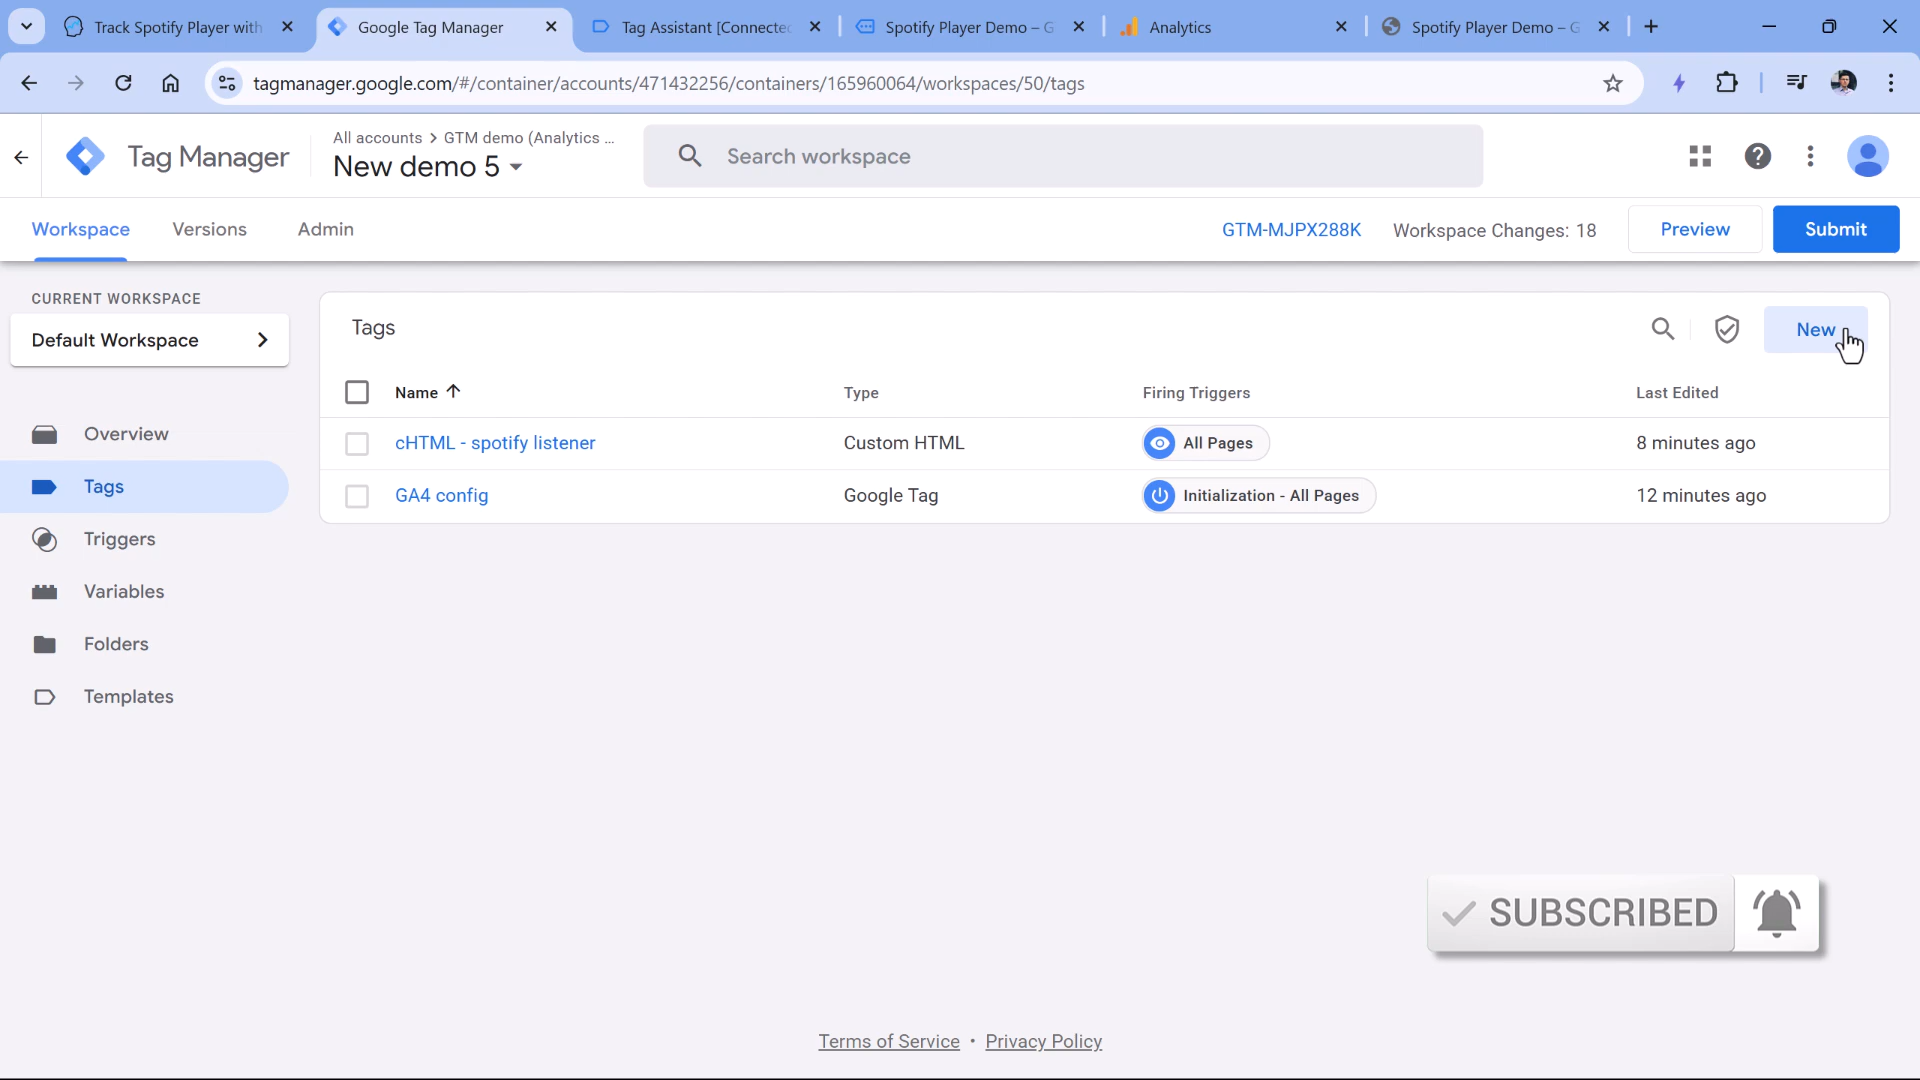 Track Spotify Player with
Google Tag Manager
Tag Assistant [Connected
Spotify Player Demo – G
Analytics
Spotify Player Demo – G
tagmanager.google.com/#/container/accounts/471432256/containers/165960064/workspaces/50/tags
Tag Manager
All accounts > GTM demo (Analytics ...
New demo 5
Search workspace
Workspace
Versions
Admin
GTM-MJPX288K
Workspace Changes: 18
Preview
Submit
CURRENT WORKSPACE
Default Workspace
Overview
Tags
Triggers
Variables
Folders
Templates
Tags
New
Name
Type
Firing Triggers
Last Edited
cHTML - spotify listener
Custom HTML
All Pages
8 minutes ago
GA4 config
Google Tag
Initialization - All Pages
12 minutes ago
SUBSCRIBED
Terms of Service • Privacy Policy